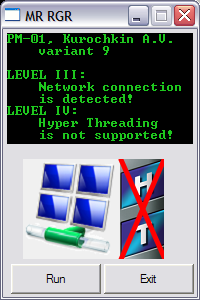 MR RGR
PM-01, Kurochkin A.V.
variant 9
LEVEL III:
Network connection
is detected!
LEVEL IV:
Hyper Threading
is not supported!
H
T
Run
Exit